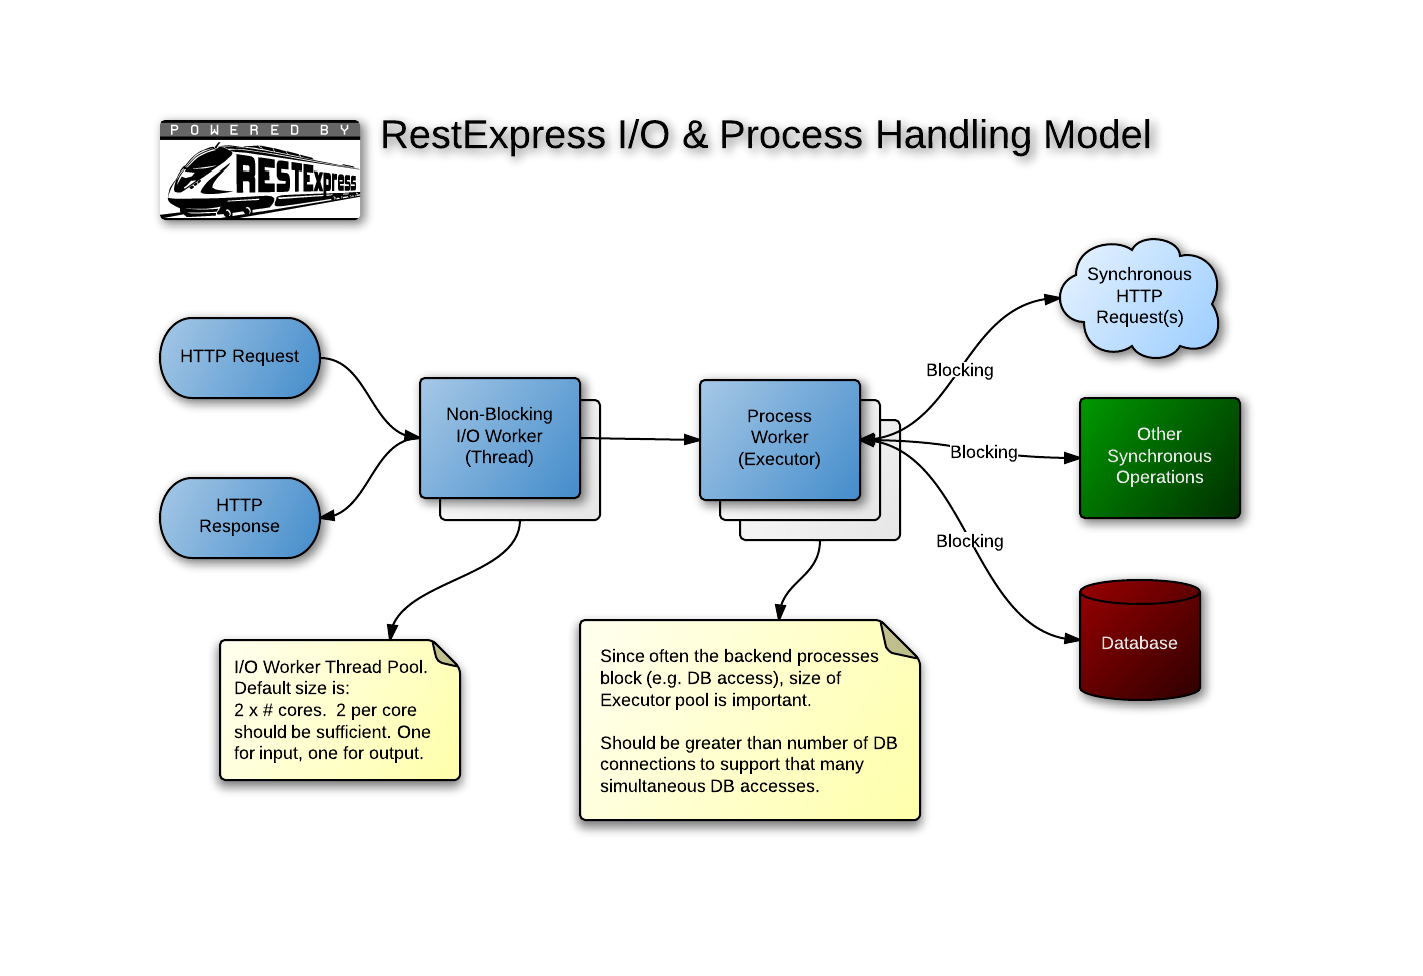 POWERED BY
RESTExpress
RestExpress I/O & Process Handling Model
Synchronous
HTTP
Request(s)
HTTP Request
Blocking
Non-Blocking
I/O Worker
(Thread)
Process
Worker
(Executor)
Blocking
Other
Synchronous
Operations
HTTP
Response
Blocking
Database
I/O Worker Thread Pool.
Default size is:
2 x # cores.  2 per core
should be sufficient. One
for input, one for output.
Since often the backend processes
block (e.g. DB access), size of
Executor pool is important.
Should be greater than number of DB
connections to support that many
simultaneous DB accesses.